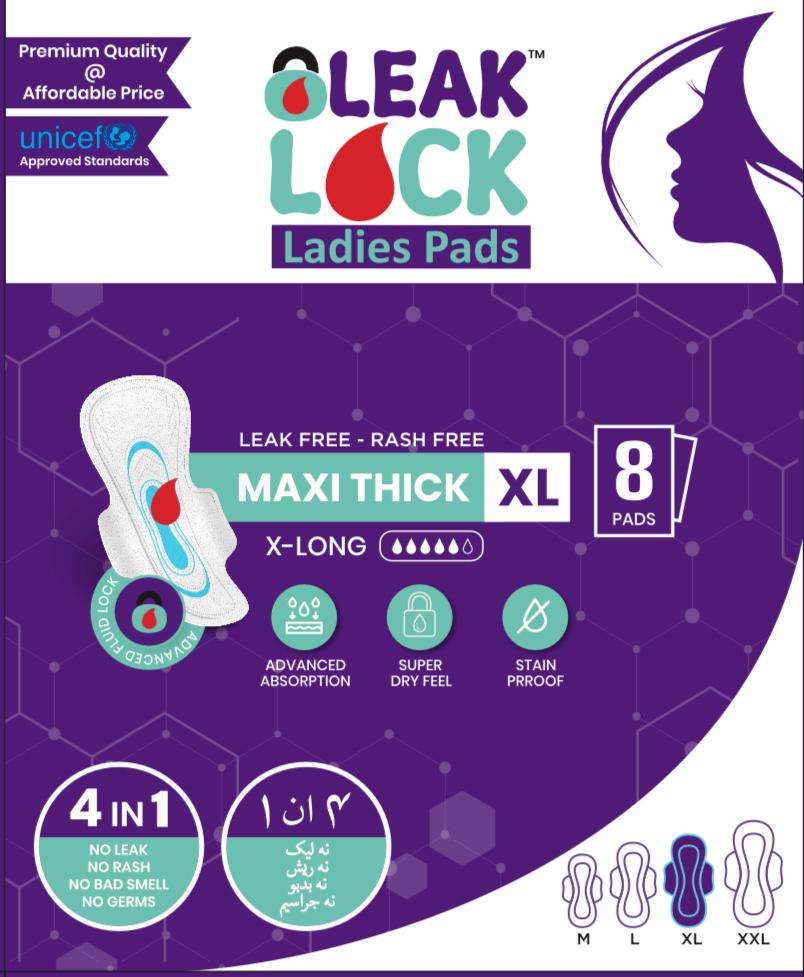 Premium Quality
@
Affordable Price
unicef
Approved Standards
LEAK™
LOCK
Ladies Pads
LEAK FREE - RASH FREE
MAXI THICK XL
8
PADS
X-LONG
ADVANCED FLUID LOCK
ADVANCED
ABSORPTION
SUPER
DRY FEEL
STAIN
PRROOF
4 IN 1
NO LEAK
NO RASH
NO BAD SMELL
NO GERMS
۴ ان ۱
نہ لیک
نہ ریش
نہ بدبو
نہ جراسیم
M L XL XXL